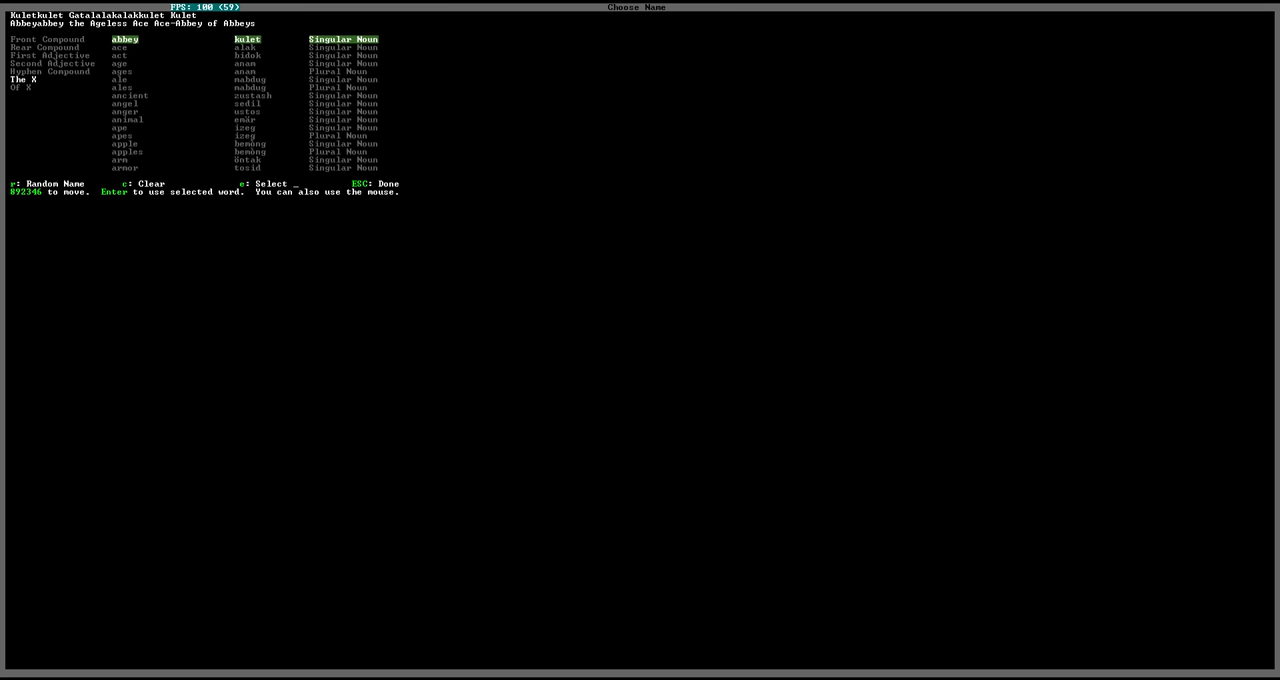 FPS: 100 (59) Choose Name
Kuletkulet Gatalalakalakkulet Kulet
Abbeyabbey the Ageless Ace Ace-Abbey of Abbeys
Front Compound abbey kulet Singular Noun
Rear Compound ace alak Singular Noun
First Adjective act bidok Singular Noun
Second Adjective age anam Singular Noun
Hyphen Compound ages anam Plural Noun
The X ale mabdug Singular Noun
Of X ales mabdug Plural Noun
ancient zustash Singular Noun
angel sedil Singular Noun
anger ustos Singular Noun
animal emär Singular Noun
ape izeg Singular Noun
apes izeg Plural Noun
apple bemòng Singular Noun
apples bemòng Plural Noun
arm öntak Singular Noun
armor tosid Singular Noun
r: Random Name c: Clear e: Select _ ESC: Done
892346 to move. Enter to use selected word. You can also use the mouse.